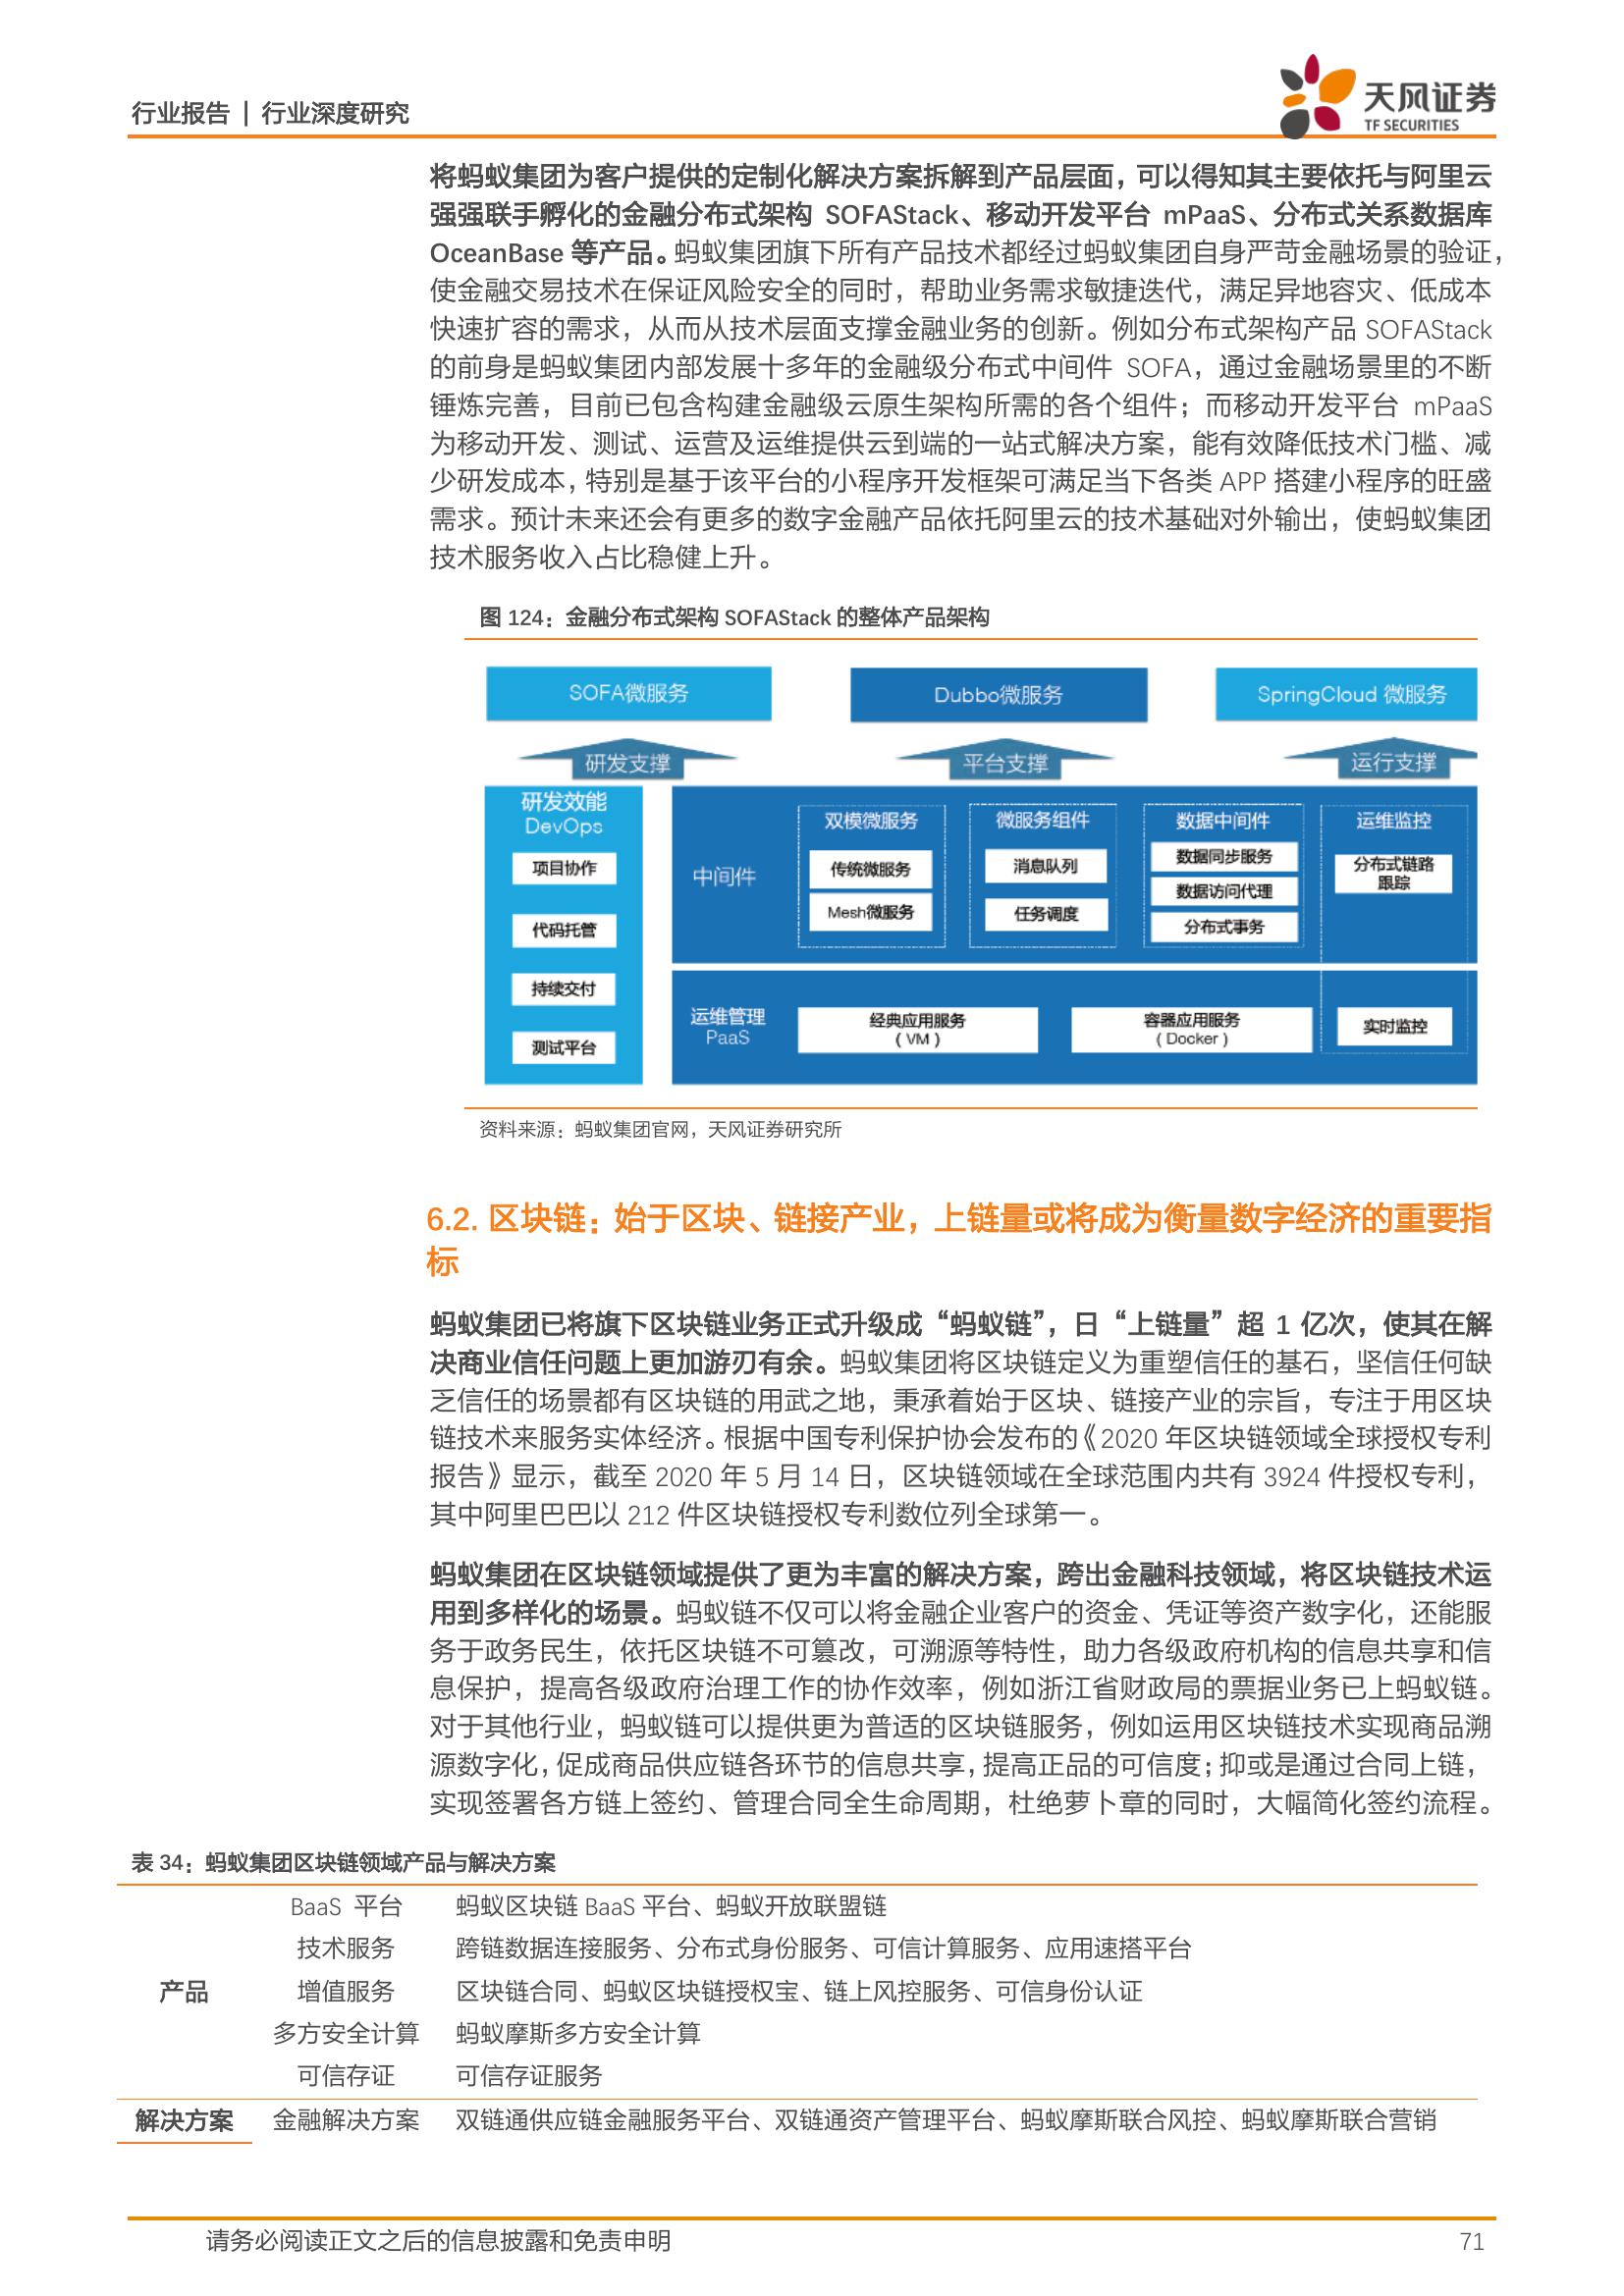 行业报告 | 行业深度研究
天风证券
TF SECURITIES
将蚂蚁集团为客户提供的定制化解决方案拆解到产品层面，可以得知其主要依托与阿里云
强强联手孵化的金融分布式架构 SOFAStack、移动开发平台 mPaaS、分布式关系数据库
OceanBase 等产品。蚂蚁集团旗下所有产品技术都经过蚂蚁集团自身严苛金融场景的验证，
使金融交易技术在保证风险安全的同时，帮助业务需求敏捷迭代，满足异地容灾、低成本
快速扩容的需求，从而从技术层面支撑金融业务的创新。例如分布式架构产品 SOFAStack
的前身是蚂蚁集团内部发展十多年的金融级分布式中间件 SOFA，通过金融场景里的不断
锤炼完善，目前已包含构建金融级云原生架构所需的各个组件；而移动开发平台 mPaaS
为移动开发、测试、运营及运维提供云到端的一站式解决方案，能有效降低技术门槛、减
少研发成本，特别是基于该平台的小程序开发框架可满足当下各类 APP 搭建小程序的旺盛
需求。预计未来还会有更多的数字金融产品依托阿里云的技术基础对外输出，使蚂蚁集团
技术服务收入占比稳健上升。
图 124：金融分布式架构 SOFAStack 的整体产品架构
SOFA微服务
Dubbo微服务
SpringCloud 微服务
研发支撑
平台支撑
运行支撑
研发效能
DevOps
项目协作
代码托管
持续交付
测试平台
中间件
双模微服务
传统微服务
Mesh微服务
微服务组件
消息队列
任务调度
数据中间件
数据同步服务
数据访问代理
分布式事务
运维监控
分布式链路
跟踪
运维管理
PaaS
经典应用服务
（VM）
容器应用服务
（Docker）
实时监控
资料来源：蚂蚁集团官网，天风证券研究所
6.2. 区块链：始于区块、链接产业，上链量或将成为衡量数字经济的重要指
标
蚂蚁集团已将旗下区块链业务正式升级成“蚂蚁链”，日“上链量”超 1 亿次，使其在解
决商业信任问题上更加游刃有余。蚂蚁集团将区块链定义为重塑信任的基石，坚信任何缺
乏信任的场景都有区块链的用武之地，秉承着始于区块、链接产业的宗旨，专注于用区块
链技术来服务实体经济。根据中国专利保护协会发布的《2020 年区块链领域全球授权专利
报告》显示，截至 2020 年 5 月 14 日，区块链领域在全球范围内共有 3924 件授权专利，
其中阿里巴巴以 212 件区块链授权专利数位列全球第一。
蚂蚁集团在区块链领域提供了更为丰富的解决方案，跨出金融科技领域，将区块链技术运
用到多样化的场景。蚂蚁链不仅可以将金融企业客户的资金、凭证等资产数字化，还能服
务于政务民生，依托区块链不可篡改，可溯源等特性，助力各级政府机构的信息共享和信
息保护，提高各级政府治理工作的协作效率，例如浙江省财政局的票据业务已上蚂蚁链。
对于其他行业，蚂蚁链可以提供更为普适的区块链服务，例如运用区块链技术实现商品溯
源数字化，促成商品供应链各环节的信息共享，提高正品的可信度；抑或是通过合同上链，
实现签署各方链上签约、管理合同全生命周期，杜绝萝卜章的同时，大幅简化签约流程。
表 34：蚂蚁集团区块链领域产品与解决方案
BaaS 平台 蚂蚁区块链 BaaS 平台、蚂蚁开放联盟链
技术服务 跨链数据连接服务、分布式身份服务、可信计算服务、应用速搭平台
产品 增值服务 区块链合同、蚂蚁区块链授权宝、链上风控服务、可信身份认证
多方安全计算 蚂蚁摩斯多方安全计算
可信存证 可信存证服务
解决方案 金融解决方案 双链通供应链金融服务平台、双链通资产管理平台、蚂蚁摩斯联合风控、蚂蚁摩斯联合营销
请务必阅读正文之后的信息披露和免责申明 71